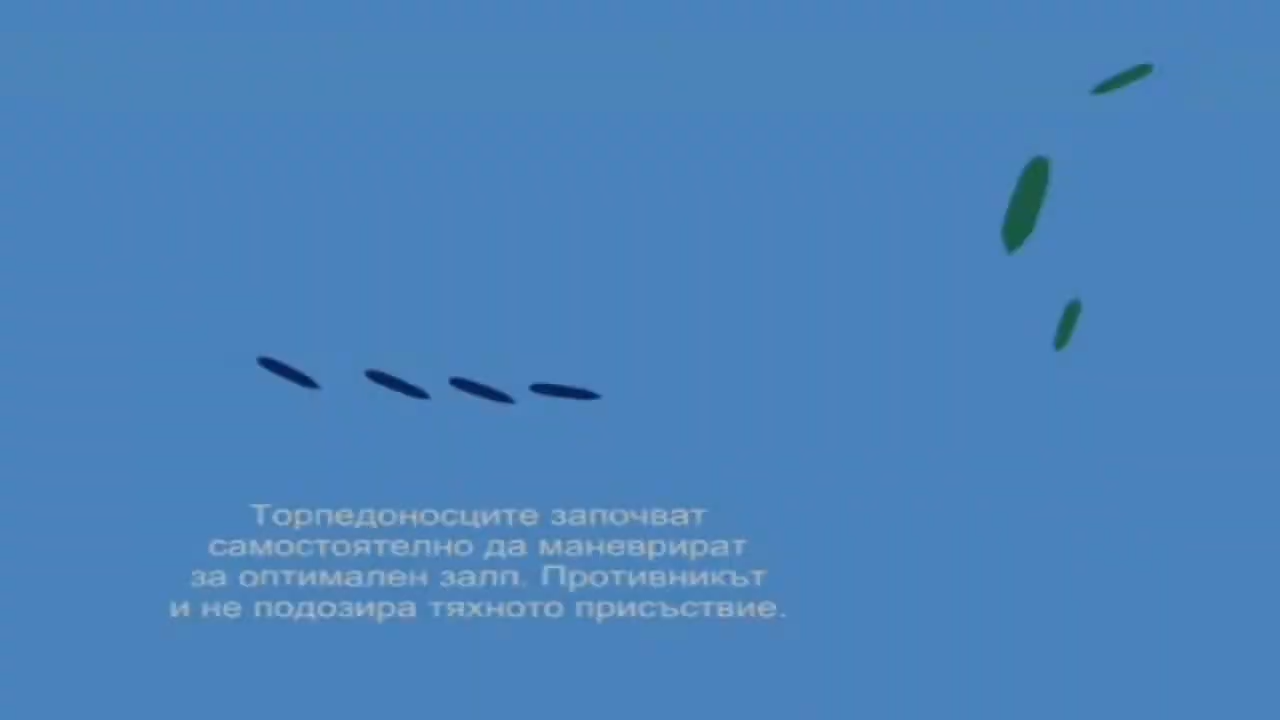 Торпедоносците започват
самостоятелно да маневрират
за оптимален залп. Противникът
и не подозира тяхното присъствие.